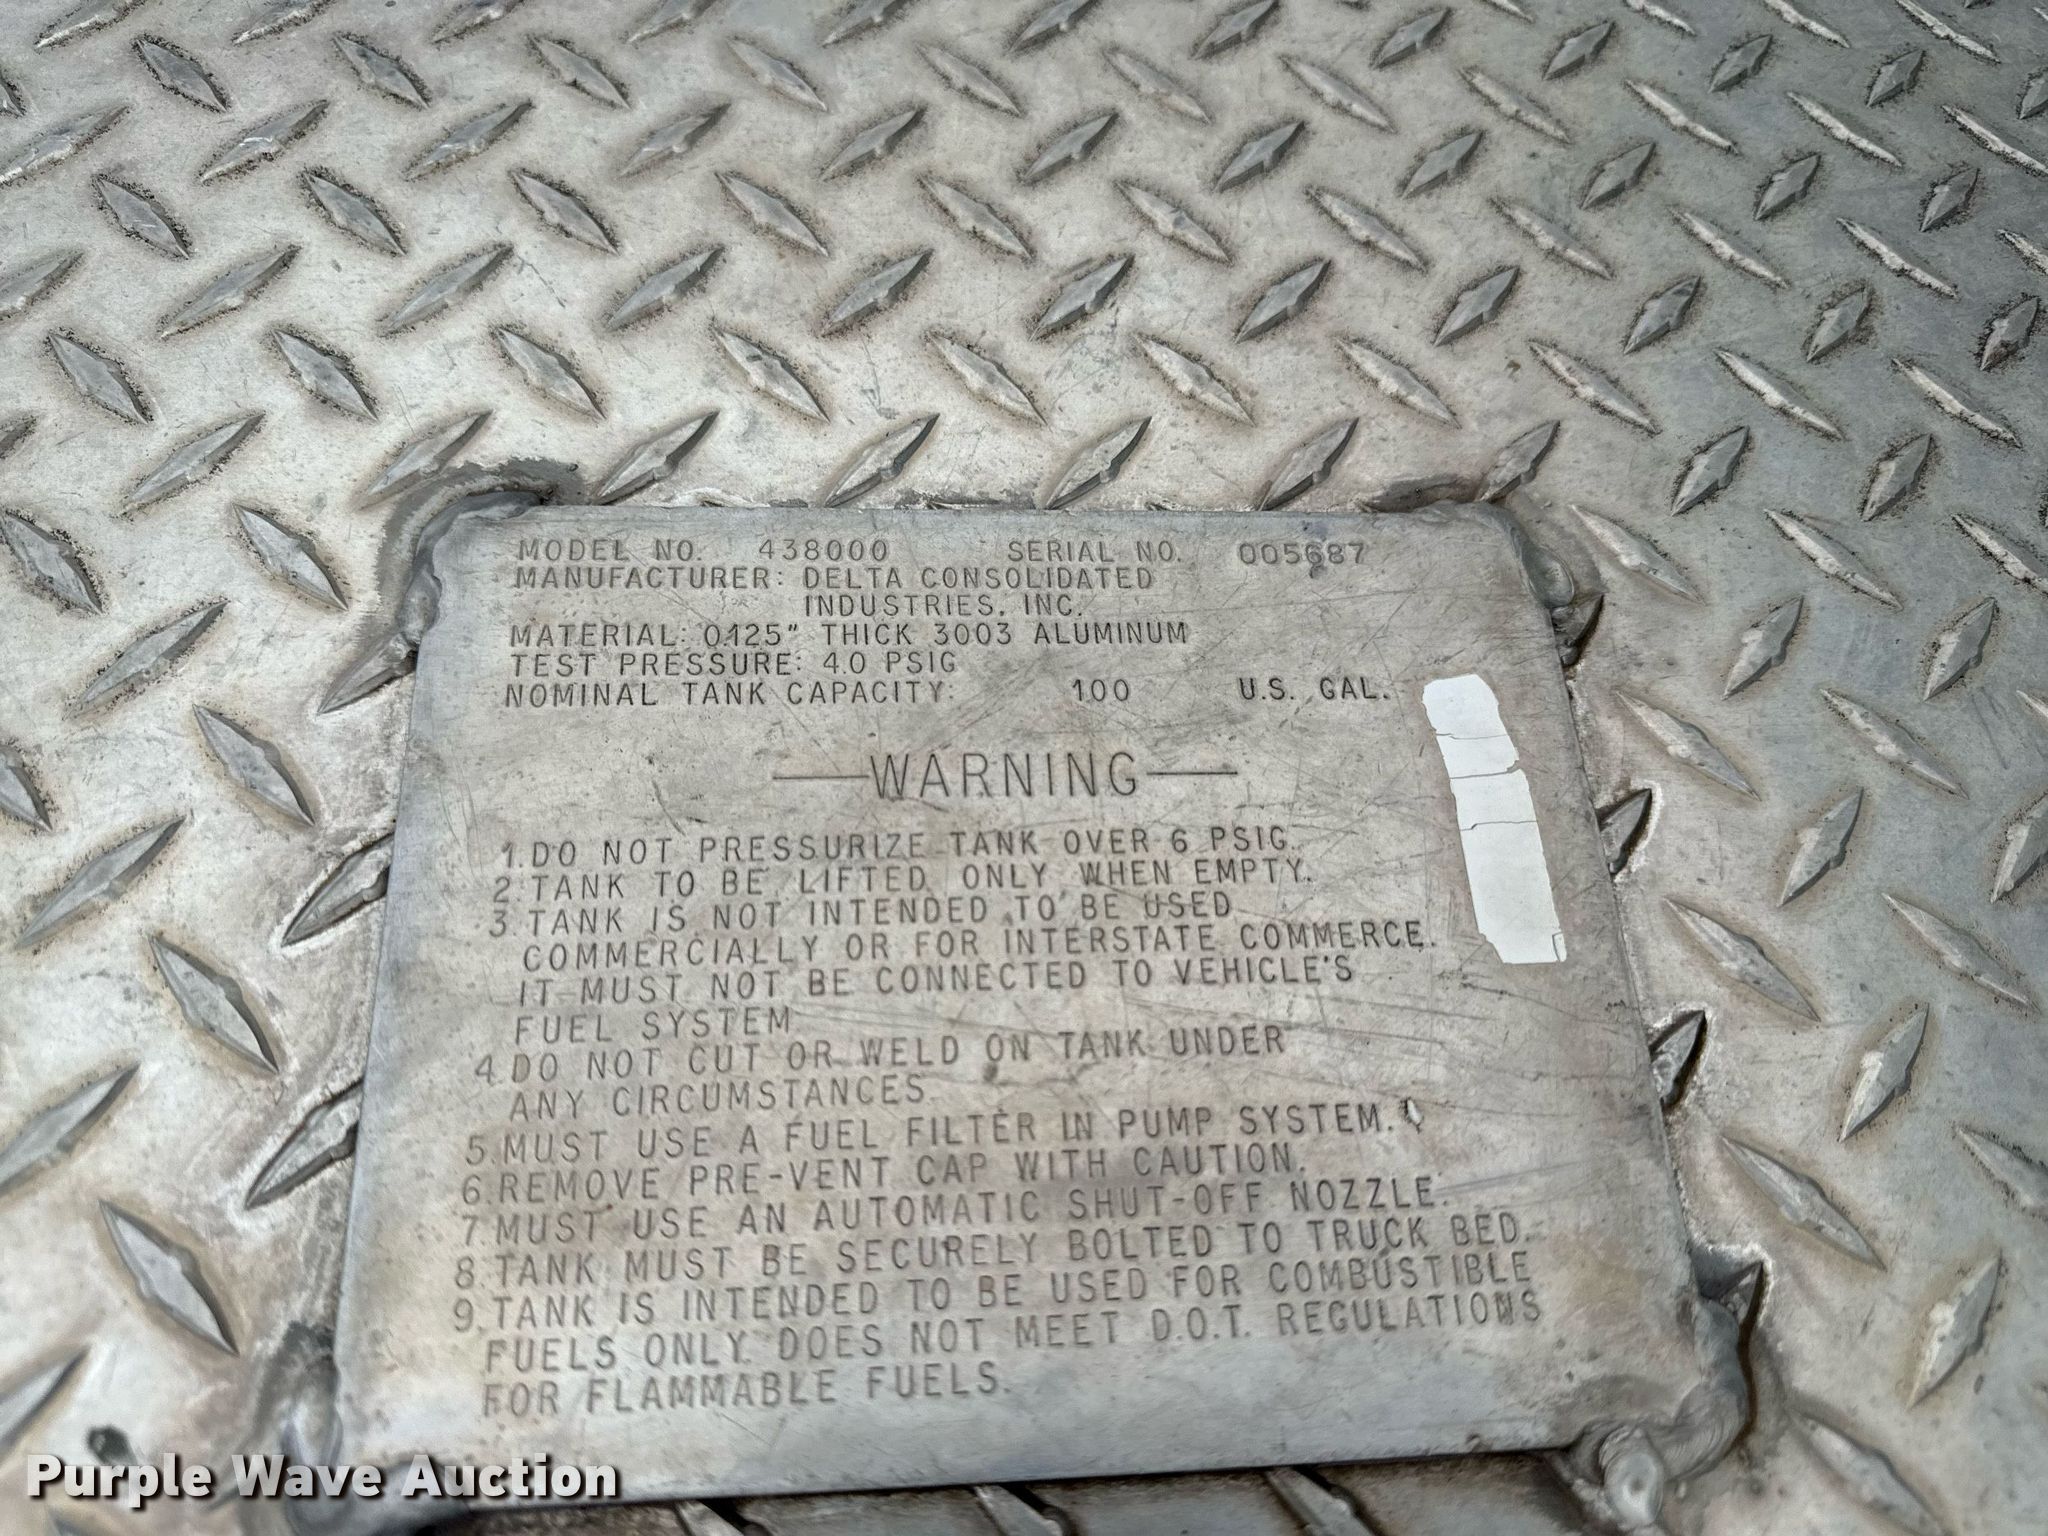 MODEL NO. 438000 SERIAL NO. 005687
MANUFACTURER: DELTA CONSOLIDATED
INDUSTRIES, INC.
MATERIAL: 0.125" THICK 3003 ALUMINUM
TEST PRESSURE: 4.0 PSIG
NOMINAL TANK CAPACITY: 100 U.S. GAL.
WARNING
1. DO NOT PRESSURIZE TANK OVER 6 PSIG.
2. TANK TO BE LIFTED ONLY WHEN EMPTY.
3. TANK IS NOT INTENDED TO BE USED
COMMERCIALLY OR FOR INTERSTATE COMMERCE.
IT MUST NOT BE CONNECTED TO VEHICLE'S
FUEL SYSTEM
4. DO NOT CUT OR WELD ON TANK UNDER
ANY CIRCUMSTANCES.
5. MUST USE A FUEL FILTER IN PUMP SYSTEM.
6. REMOVE PRE-VENT CAP WITH CAUTION.
7. MUST USE AN AUTOMATIC SHUT-OFF NOZZLE.
8. TANK MUST BE SECURELY BOLTED TO TRUCK BED.
9. TANK IS INTENDED TO BE USED FOR COMBUSTIBLE
FUELS ONLY. DOES NOT MEET D.O.T. REGULATIONS
FOR FLAMMABLE FUELS.
Purple Wave Auction